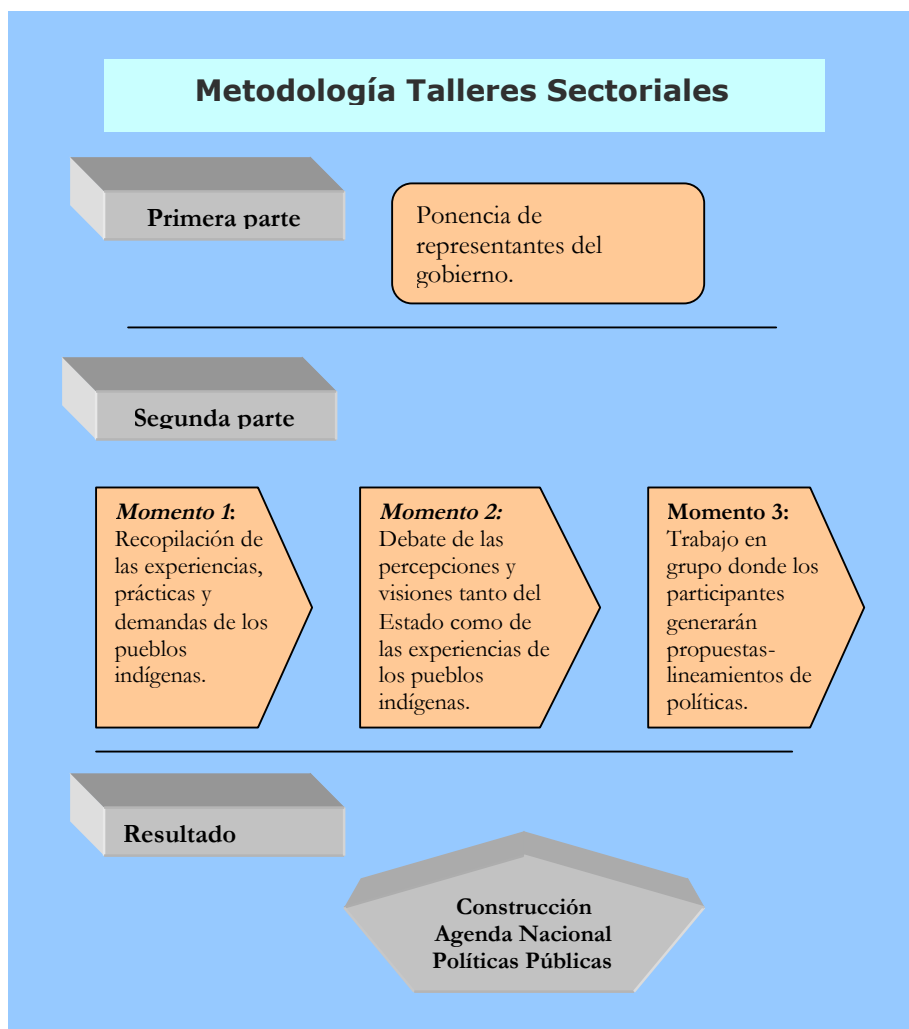 Metodología Talleres Sectoriales
Primera parte
Ponencia de
representantes del
gobierno.
Segunda parte
Momento 1:
Recopilación de
las experiencias,
prácticas y
demandas de los
pueblos
indígenas.
Momento 2:
Debate de las
percepciones y
visiones tanto del
Estado como de
las experiencias de
los pueblos
indígenas.
Momento 3:
Trabajo en
grupo donde los
participantes
generarán
propuestas-
lineamientos de
políticas.
Resultado
Construcción
Agenda Nacional
Políticas Públicas